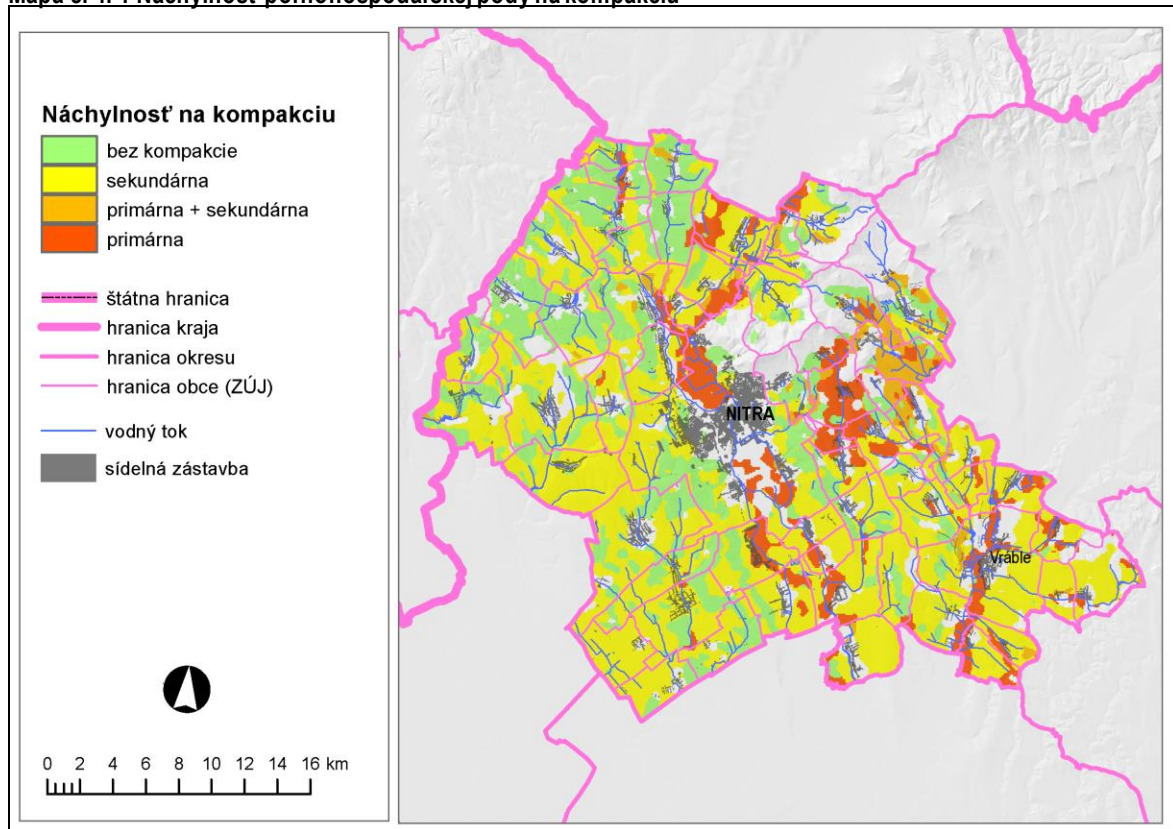 Náchylnosť na kompakciu
bez kompakcie
sekundárna
primárna + sekundárna
primárna
štátna hranica
hranica kraja
hranica okresu
hranica obce (ZÚJ)
vodný tok
sídelná zástavba
0 2 4 6 8 10 12 14 16 km
NITRA
Vráble